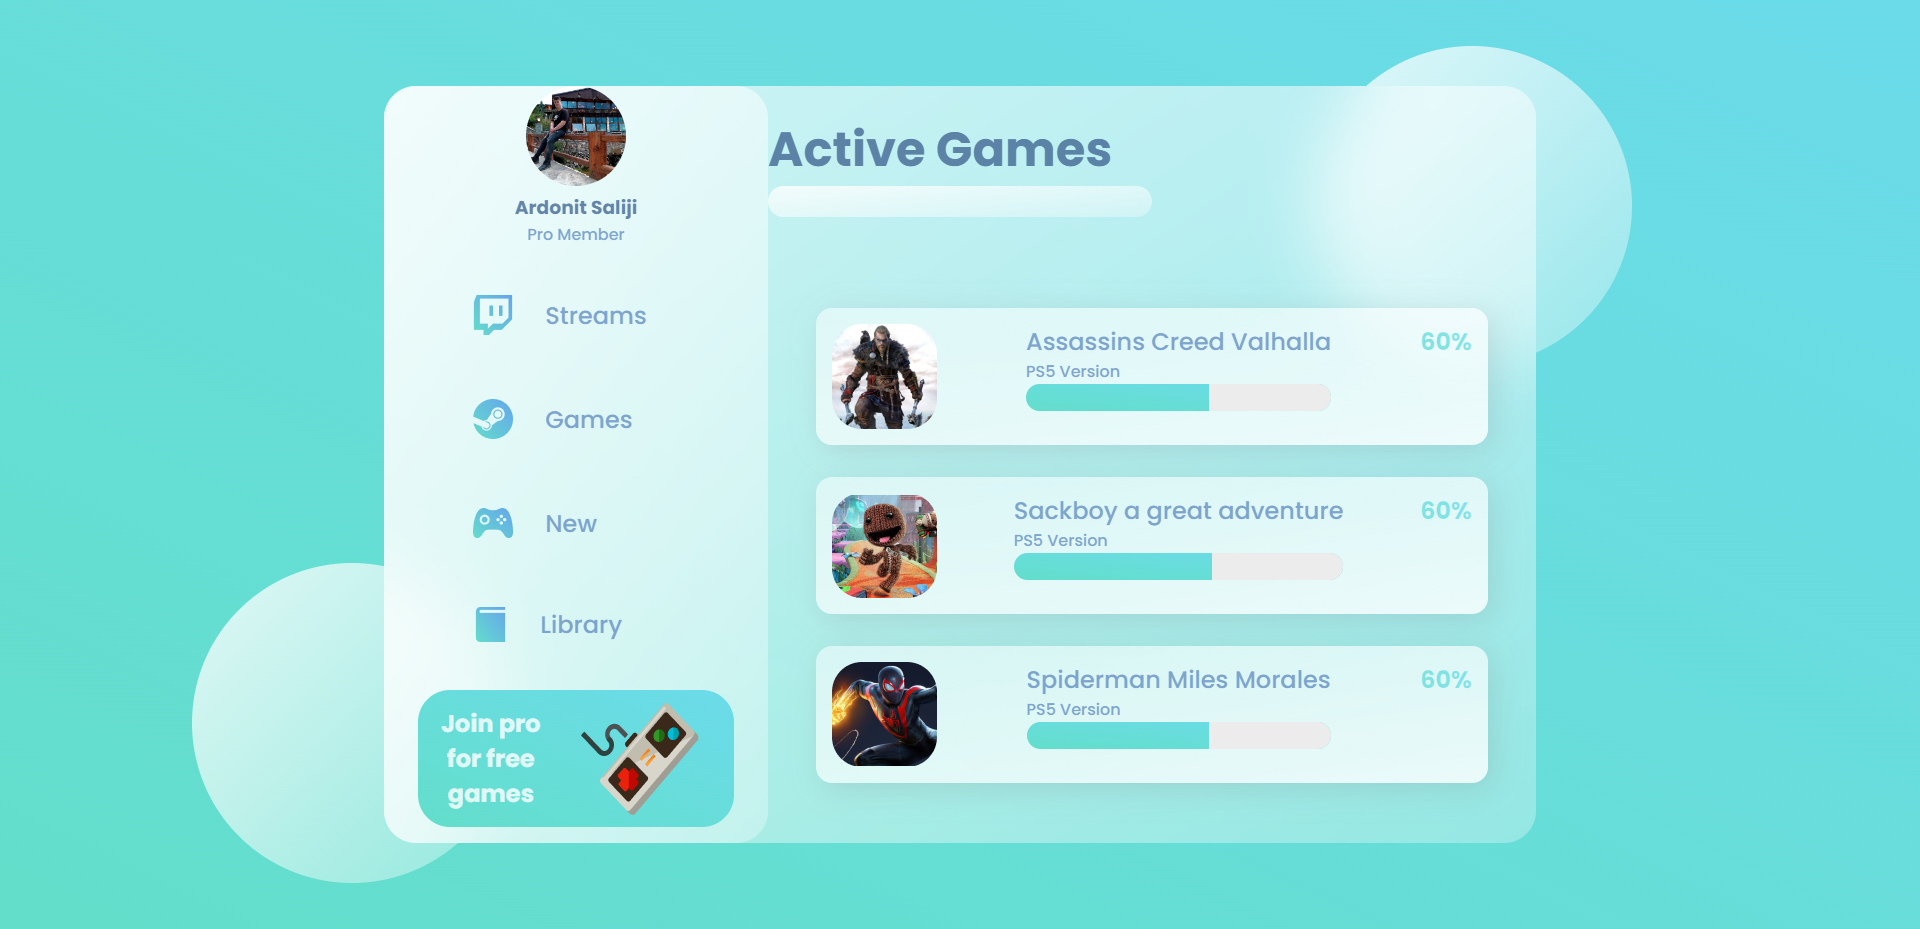 Ardonit Saliji
Pro Member
Streams
Games
New
Library
Join pro
for free
games
Active Games
Assassins Creed Valhalla
60%
PS5 Version
Sackboy a great adventure
60%
PS5 Version
Spiderman Miles Morales
60%
PS5 Version